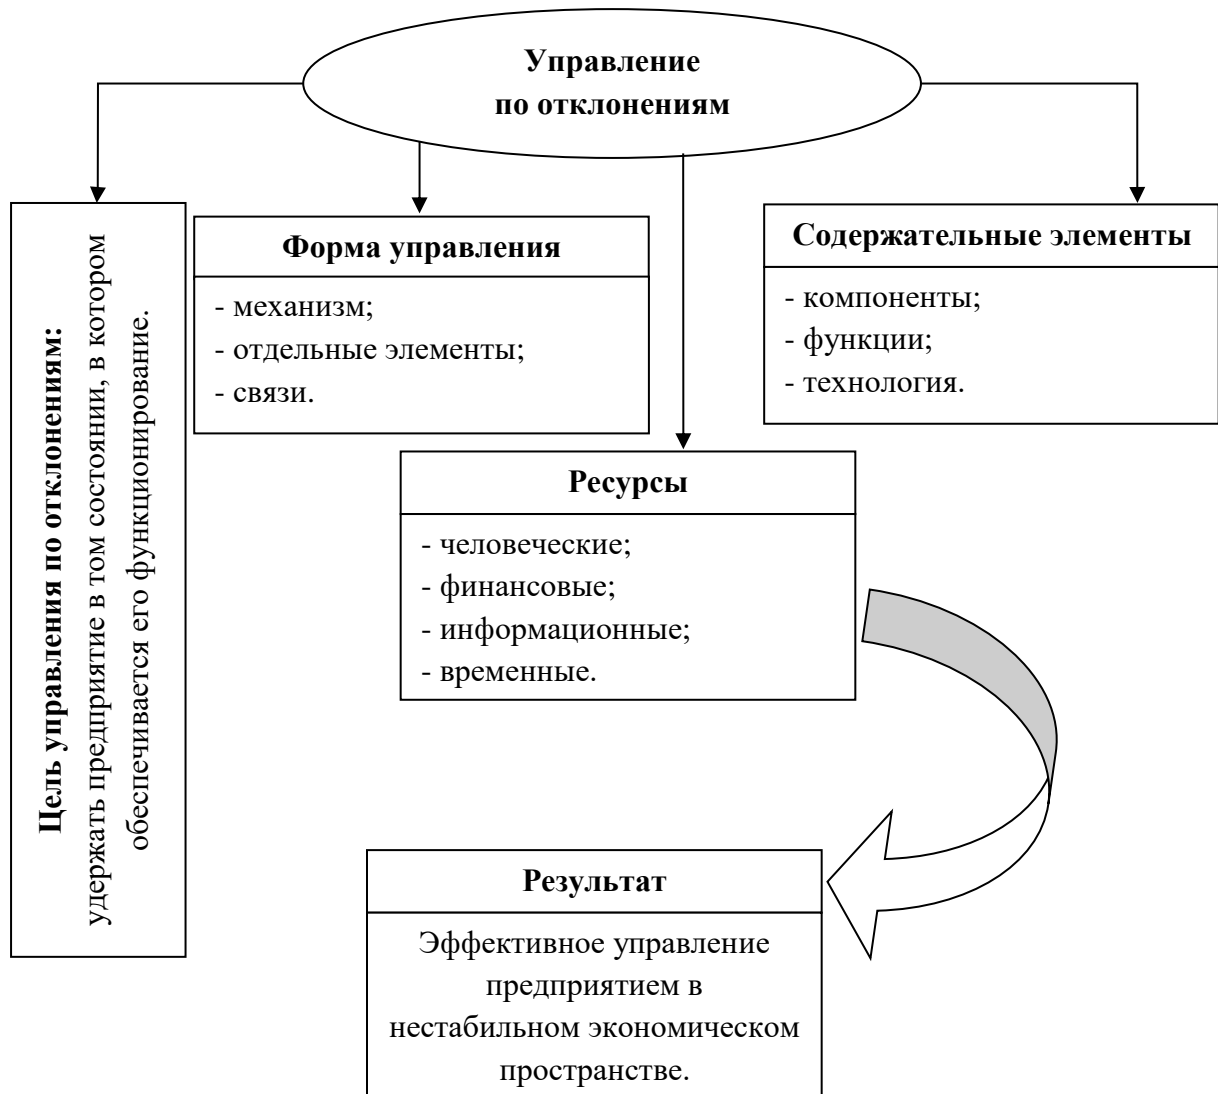 Управление
по отклонениям
Цель управления по отклонениям:
удержать предприятие в том состоянии, в котором
обеспечивается его функционирование.
Форма управления
- механизм;
- отдельные элементы;
- связи.
Содержательные элементы
- компоненты;
- функции;
- технология.
Ресурсы
- человеческие;
- финансовые;
- информационные;
- временные.
Результат
Эффективное управление
предприятием в
нестабильном экономическом
пространстве.